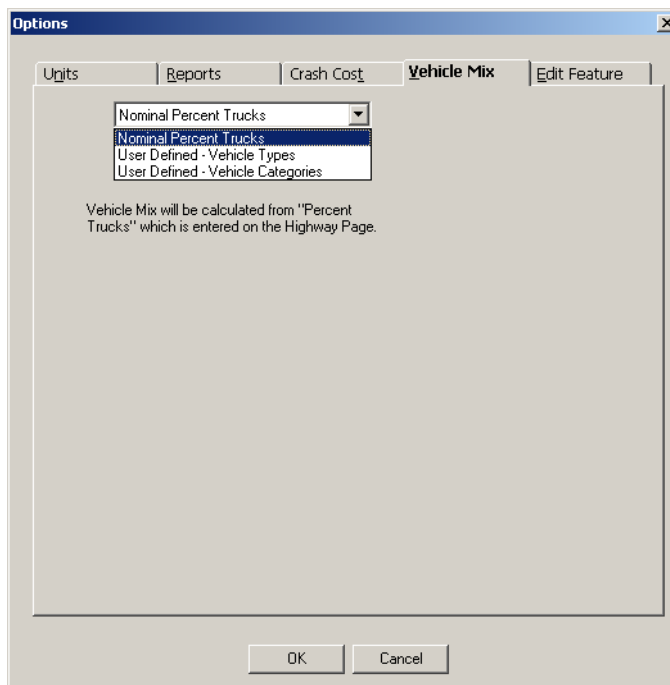 Options
Units Reports Crash Cost Vehicle Mix Edit Feature
Nominal Percent Trucks
Nominal Percent Trucks
User Defined - Vehicle Types
User Defined - Vehicle Categories
Vehicle Mix will be calculated from "Percent
Trucks" which is entered on the Highway Page.
OK Cancel